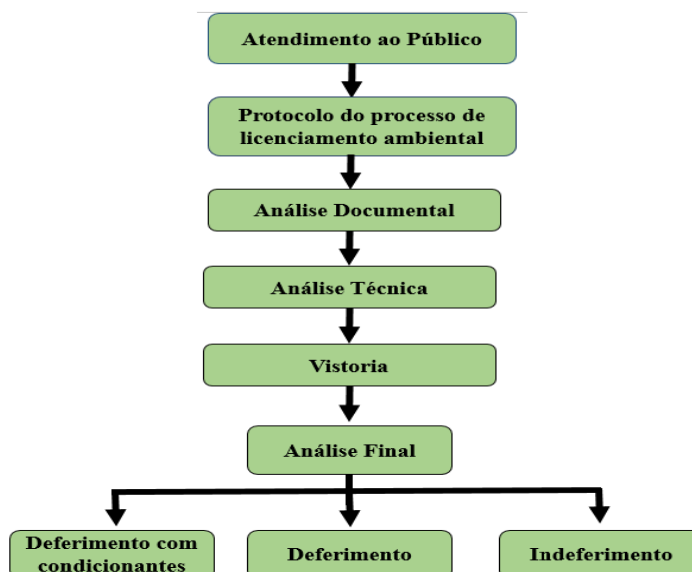 Atendimento ao Público
Protocolo do processo de
licenciamento ambiental
Análise Documental
Análise Técnica
Vistoria
Análise Final
Deferimento com
condicionantes
Deferimento
Indeferimento